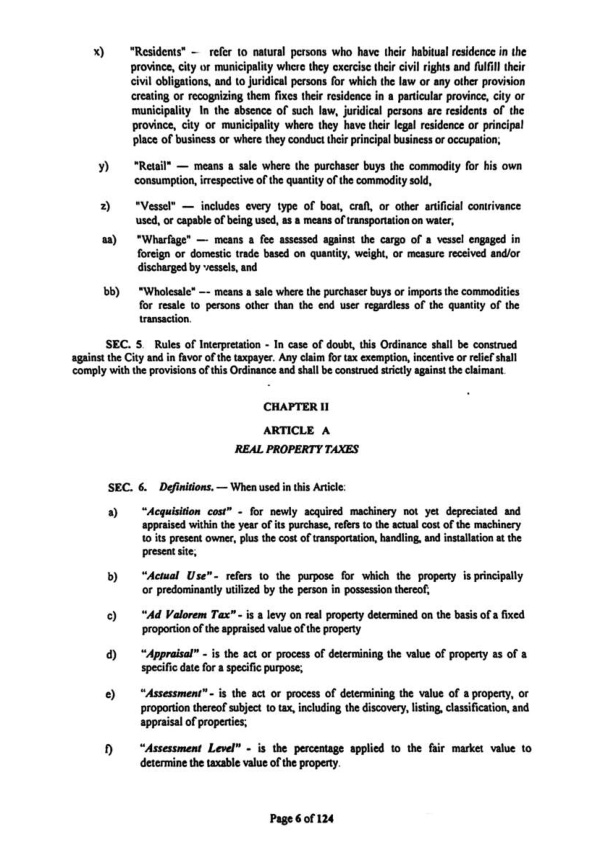 x) "Residents" – refer to natural persons who have their habitual residence in the
province, city or municipality where they exercise their civil rights and fulfill their
civil obligations, and to juridical persons for which the law or any other provision
creating or recognizing them fixes their residence in a particular province, city or
municipality In the absence of such law, juridical persons are residents of the
province, city or municipality where they have their legal residence or principal
place of business or where they conduct their principal business or occupation;
y) "Retail" — means a sale where the purchaser buys the commodity for his own
consumption, irrespective of the quantity of the commodity sold,
z) "Vessel" — includes every type of boat, craft, or other artificial contrivance
used, or capable of being used, as a means of transportation on water,
aa) "Wharfage" — means a fee assessed against the cargo of a vessel engaged in
foreign or domestic trade based on quantity, weight, or measure received and/or
discharged by vessels, and
bb) "Wholesale" –- means a sale where the purchaser buys or imports the commodities
for resale to persons other than the end user regardless of the quantity of the
transaction.
SEC. 5. Rules of Interpretation - In case of doubt, this Ordinance shall be construed
against the City and in favor of the taxpayer. Any claim for tax exemption, incentive or relief shall
comply with the provisions of this Ordinance and shall be construed strictly against the claimant.
CHAPTER II
ARTICLE A
REAL PROPERTY TAXES
SEC. 6. Definitions. — When used in this Article:
a) "Acquisition cost" - for newly acquired machinery not yet depreciated and
appraised within the year of its purchase, refers to the actual cost of the machinery
to its present owner, plus the cost of transportation, handling, and installation at the
present site;
b) "Actual Use" - refers to the purpose for which the property is principally
or predominantly utilized by the person in possession thereof;
c) "Ad Valorem Tax" - is a levy on real property determined on the basis of a fixed
proportion of the appraised value of the property
d) "Appraisal" - is the act or process of determining the value of property as of a
specific date for a specific purpose;
e) "Assessment" - is the act or process of determining the value of a property, or
proportion thereof subject to tax, including the discovery, listing, classification, and
appraisal of properties;
f) "Assessment Level" - is the percentage applied to the fair market value to
determine the taxable value of the property.
Page 6 of 124